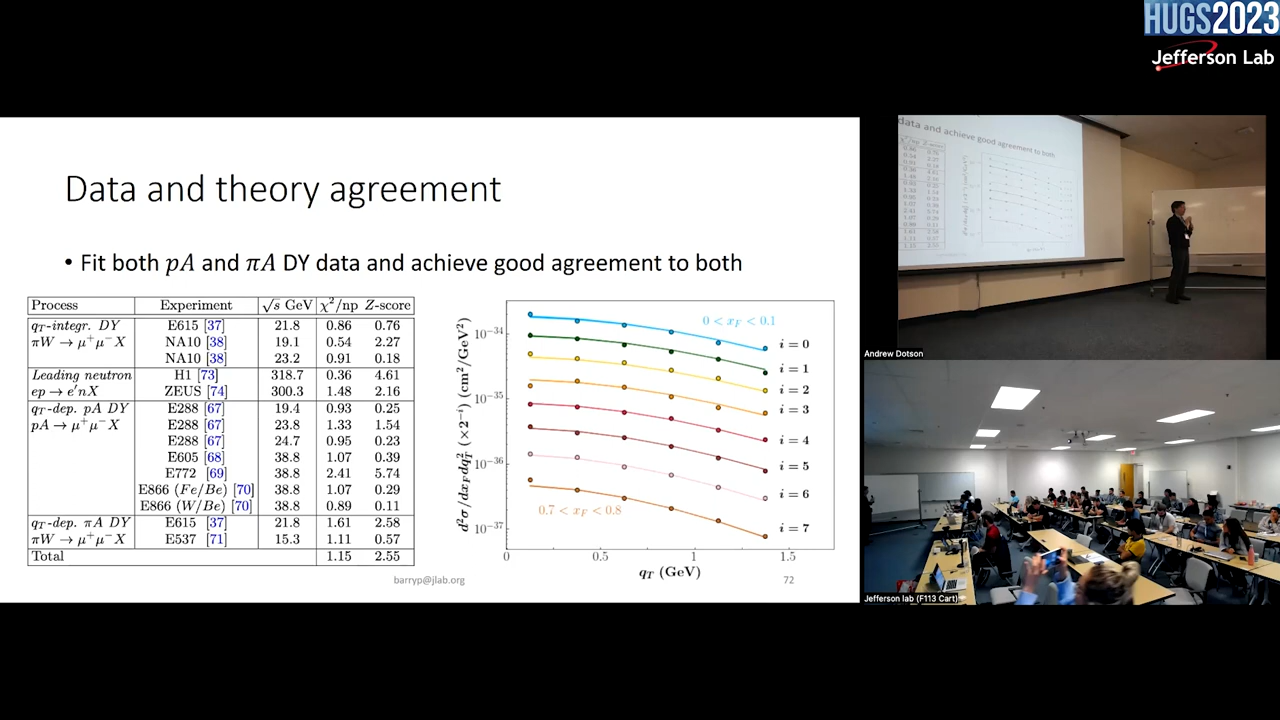 HUGS2023
Jefferson Lab
Data and theory agreement
• Fit both pA and πA DY data and achieve good agreement to both
Process Experiment √s GeV χ²/np Z-score
q_T-integr. DY E615 [37] 21.8 0.86 0.76
πW → μ⁺μ⁻X NA10 [38] 19.1 0.54 2.27
NA10 [38] 23.2 0.91 0.18
Leading neutron H1 [73] 318.7 0.36 4.61
ep → e′nX ZEUS [74] 300.3 1.48 2.16
q_T-dep. pA DY E288 [67] 19.4 0.93 0.25
pA → μ⁺μ⁻X E288 [67] 23.8 1.33 1.54
E288 [67] 24.7 0.95 0.23
E605 [68] 38.8 1.07 0.39
E772 [69] 38.8 2.41 5.74
E866 (Fe/Be) [70] 38.8 1.07 0.29
E866 (W/Be) [70] 38.8 0.89 0.11
q_T-dep. πA DY E615 [37] 21.8 1.61 2.58
πW → μ⁺μ⁻X E537 [71] 15.3 1.11 0.57
Total 1.15 2.55
d²σ/dx_F dq_T² (×2⁻ⁱ) (cm²/GeV²)
10⁻³⁴
10⁻³⁵
10⁻³⁶
10⁻³⁷
0 < x_F < 0.1
i = 0
i = 1
i = 2
i = 3
i = 4
i = 5
i = 6
0.7 < x_F < 0.8
i = 7
0 0.5 1 1.5
q_T (GeV)
barryp@jlab.org
72
data and achieve good agreement to both
Andrew Dotson
Jefferson lab (F113 Cart)